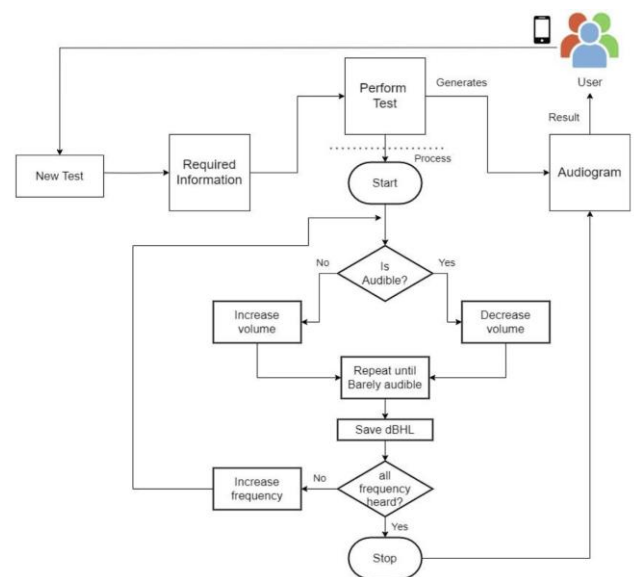 User
Perform
Test
Generates
Result
New Test
Required
Information
Process
Audiogram
Start
No
Is
Audible?
Yes
Increase
volume
Decrease
volume
Repeat until
Barely audible
Save dBHL
Increase
frequency
No
all
frequency
heard?
Yes
Stop